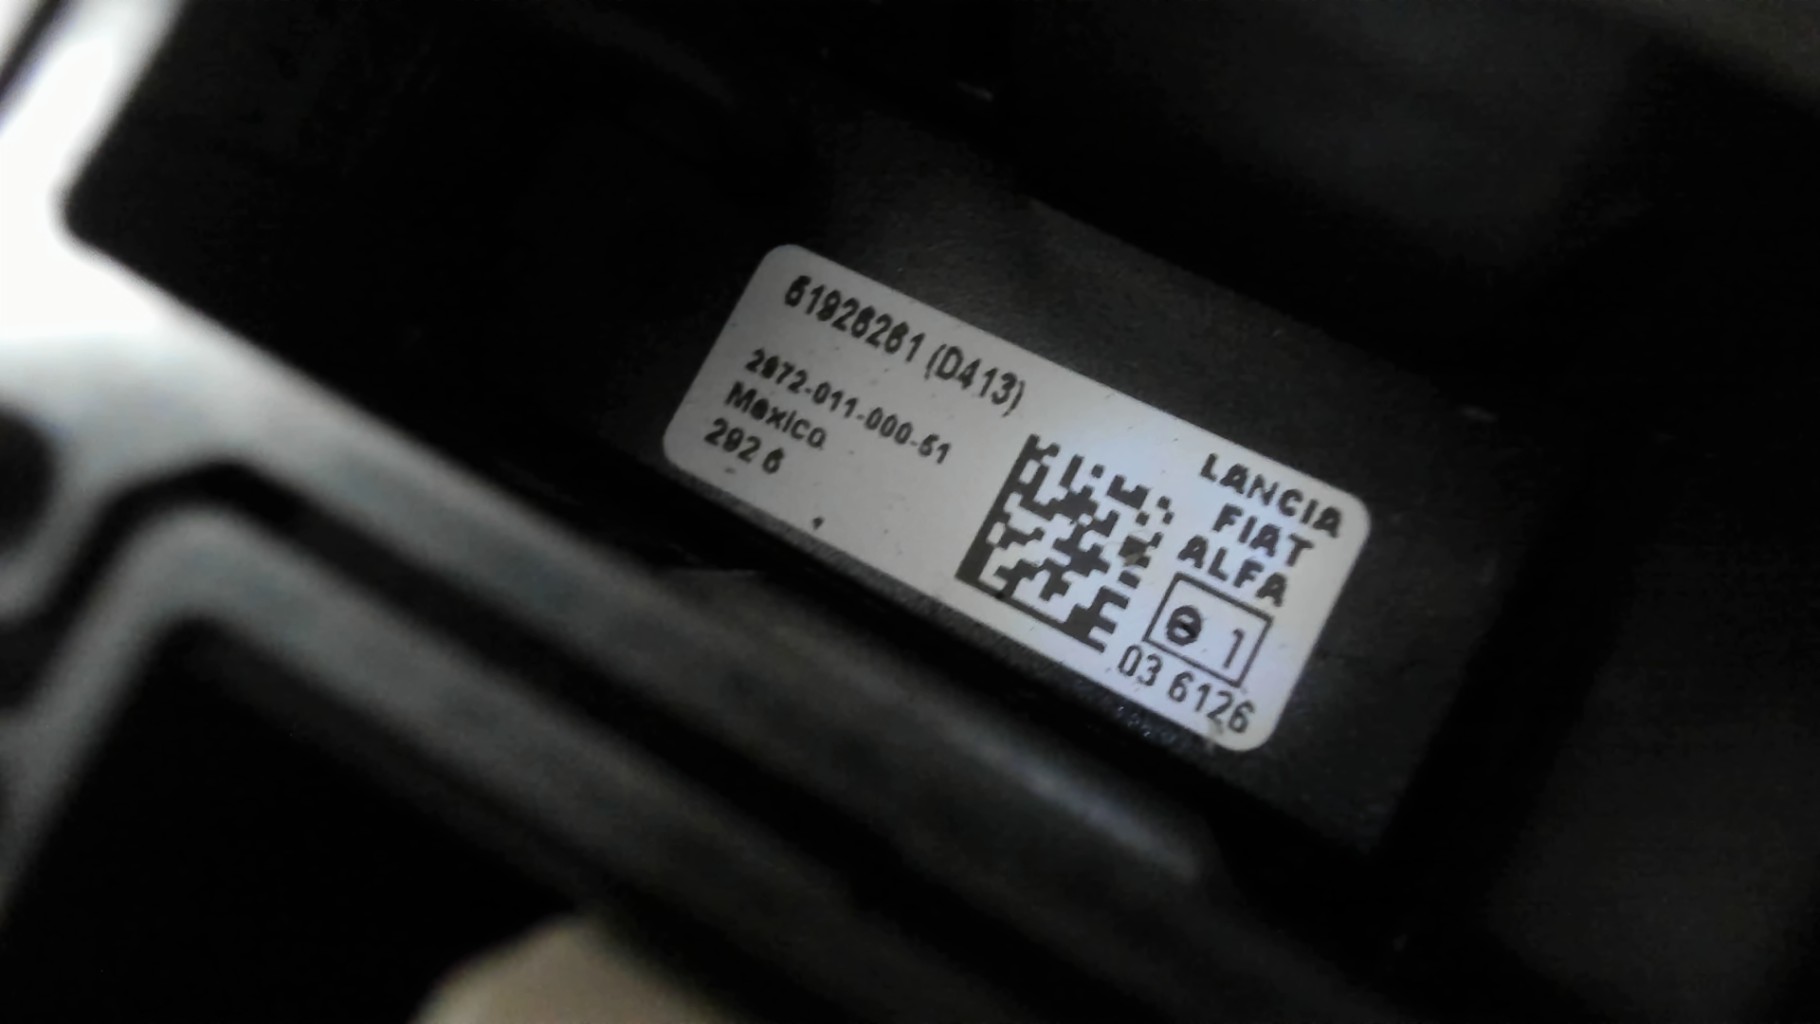 51926261 (D413)
2872-011-000-51
Mexico
292 6
LANCIA
FIAT
ALFA
e 1
03 6126